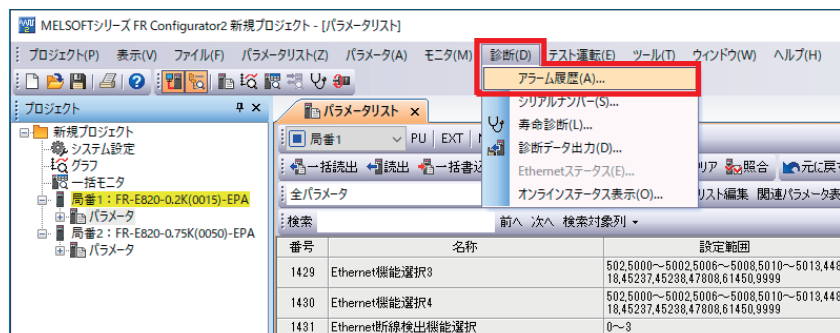 MELSOFTシリーズ FR Configurator2 新規プロジェクト - [パラメータリスト]
プロジェクト(P) 表示(V) ファイル(F) パラメータリスト(Z) パラメータ(A) モニタ(M) 診断(D) テスト運転(E) ツール(T) ウィンドウ(W) ヘルプ(H)
アラーム履歴(A)...
シリアルナンバー(S)...
寿命診断(L)...
診断データ出力(D)...
Ethernetステータス(E)...
オンラインステータス表示(O)...
プロジェクト
新規プロジェクト
システム設定
グラフ
一括モニタ
局番1：FR-E820-0.2K(0015)-EPA
パラメータ
局番2：FR-E820-0.75K(0050)-EPA
パラメータ
パラメータリスト
局番1 PU EXT
一括読出 読出 一括書込 照合 元に戻す
全パラメータ リスト編集 関連パラメータ表
検索 前へ 次へ 検索対象列
番号 名称 設定範囲
1429 Ethernet機能選択3 502,5000～5002,5006～5008,5010～5013,448
18,45237,45238,47808,61450,9999
1430 Ethernet機能選択4 502,5000～5002,5006～5008,5010～5013,448
18,45237,45238,47808,61450,9999
1431 Ethernet断線検出機能選択 0～3